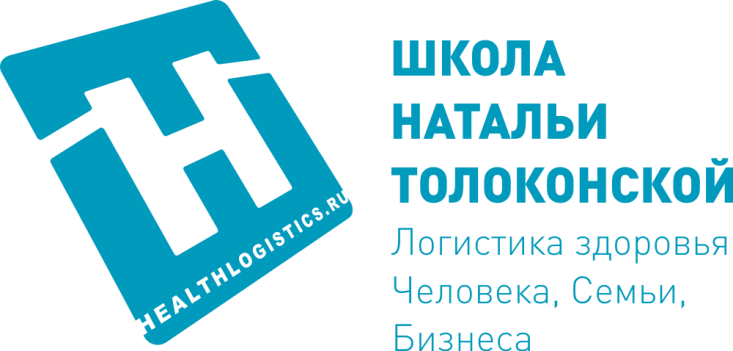 HEALTHLOGISTICS.RU
ШКОЛА
НАТАЛЬИ
ТОЛОКОНСКОЙ
Логистика здоровья
Человека, Семьи,
Бизнеса